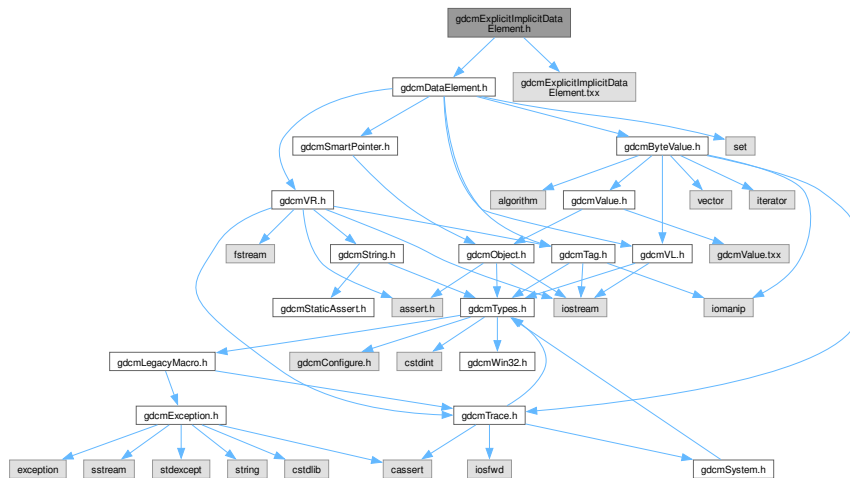 gdcmExplicitImplicitData
Element.h
gdcmDataElement.h
gdcmExplicitImplicitData
Element.txx
gdcmSmartPointer.h
gdcmByteValue.h
set
gdcmVR.h
algorithm
gdcmValue.h
vector
iterator
fstream
gdcmString.h
gdcmObject.h
gdcmTag.h
gdcmVL.h
gdcmValue.txx
gdcmStaticAssert.h
assert.h
gdcmTypes.h
iostream
iomanip
gdcmLegacyMacro.h
gdcmConfigure.h
cstdint
gdcmWin32.h
gdcmException.h
gdcmTrace.h
exception
sstream
stdexcept
string
cstdlib
cassert
iosfwd
gdcmSystem.h